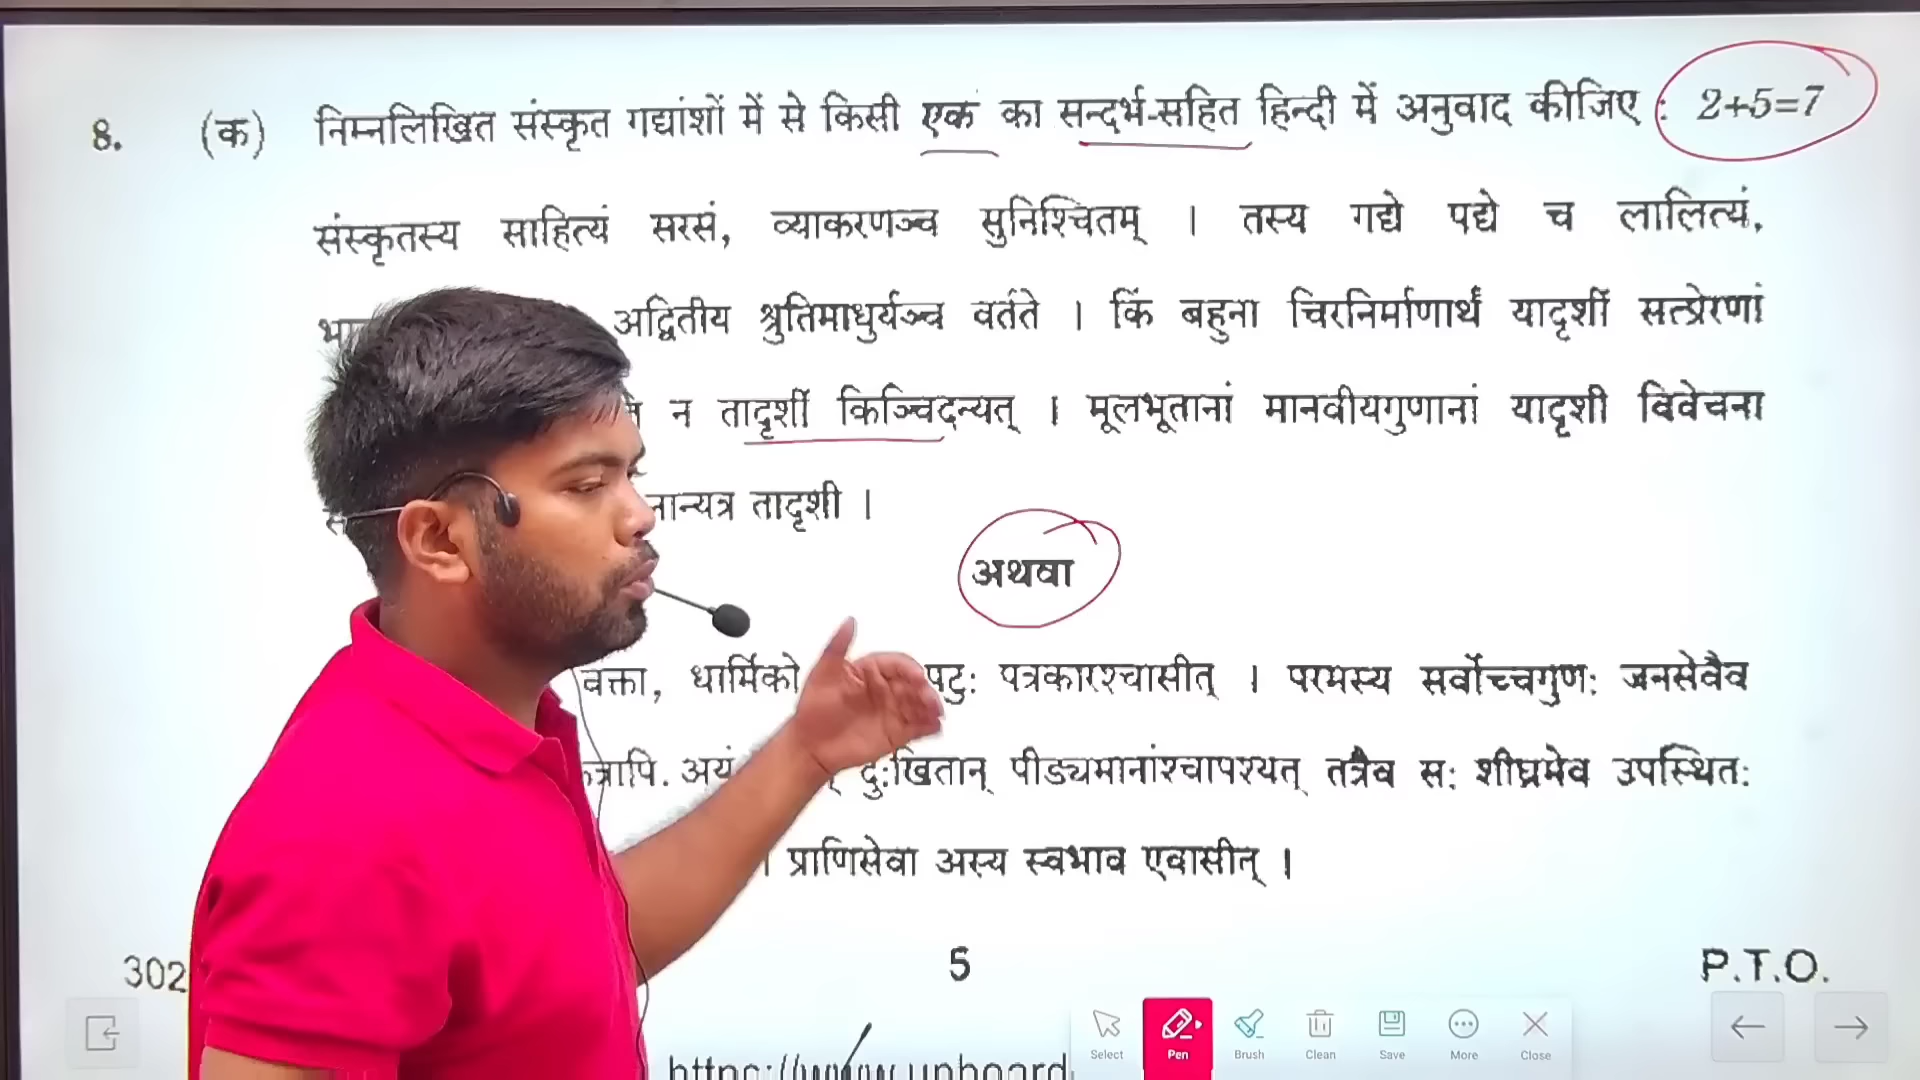 8. (क) निम्नलिखित संस्कृत गद्यांशों में से किसी एक का सन्दर्भ-सहित हिन्दी में अनुवाद कीजिए : 2+5=7
संस्कृतस्य साहित्यं सरसं, व्याकरणञ्च सुनिश्चितम् । तस्य गद्ये पद्ये च लालित्यं,
अद्वितीय श्रुतिमाधुर्यञ्च वर्तते । किं बहुना चिरनिर्माणार्थं यादृशीं सत्प्रेरणां
न तादृशीं किञ्चिदन्यत् । मूलभूतानां मानवीयगुणानां यादृशी विवेचना
नान्यत्र तादृशी ।
अथवा
वक्ता, धार्मिको पटुः पत्रकारश्चासीत् । परमस्य सर्वोच्चगुणः जनसेवैव
अयं दुःखितान् पीड्यमानांश्चापश्यत् तत्रैव सः शीघ्रमेव उपस्थितः
। प्राणिसेवा अस्य स्वभाव एवासीत् ।
302 5 P.T.O.
Select Pen Brush Clean Save More Close